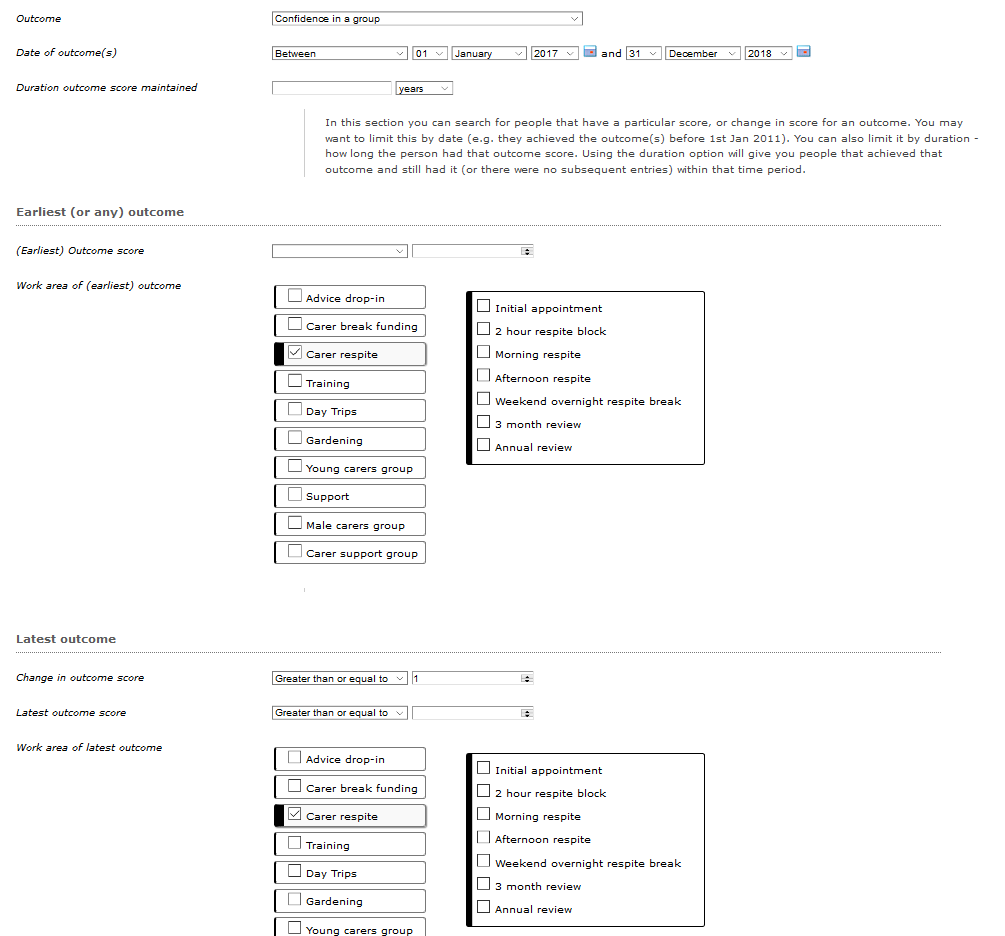 Outcome Confidence in a group
Date of outcome(s) Between 01 January 2017 and 31 December 2018
Duration outcome score maintained years
In this section you can search for people that have a particular score, or change in score for an outcome. You may
want to limit this by date (e.g. they achieved the outcome(s) before 1st Jan 2011). You can also limit it by duration -
how long the person had that outcome score. Using the duration option will give you people that achieved that
outcome and still had it (or there were no subsequent entries) within that time period.
Earliest (or any) outcome
(Earliest) Outcome score
Work area of (earliest) outcome
Advice drop-in
Carer break funding
Carer respite
Training
Day Trips
Gardening
Young carers group
Support
Male carers group
Carer support group
Initial appointment
2 hour respite block
Morning respite
Afternoon respite
Weekend overnight respite break
3 month review
Annual review
Latest outcome
Change in outcome score Greater than or equal to 1
Latest outcome score Greater than or equal to
Work area of latest outcome
Advice drop-in
Carer break funding
Carer respite
Training
Day Trips
Gardening
Young carers group
Initial appointment
2 hour respite block
Morning respite
Afternoon respite
Weekend overnight respite break
3 month review
Annual review